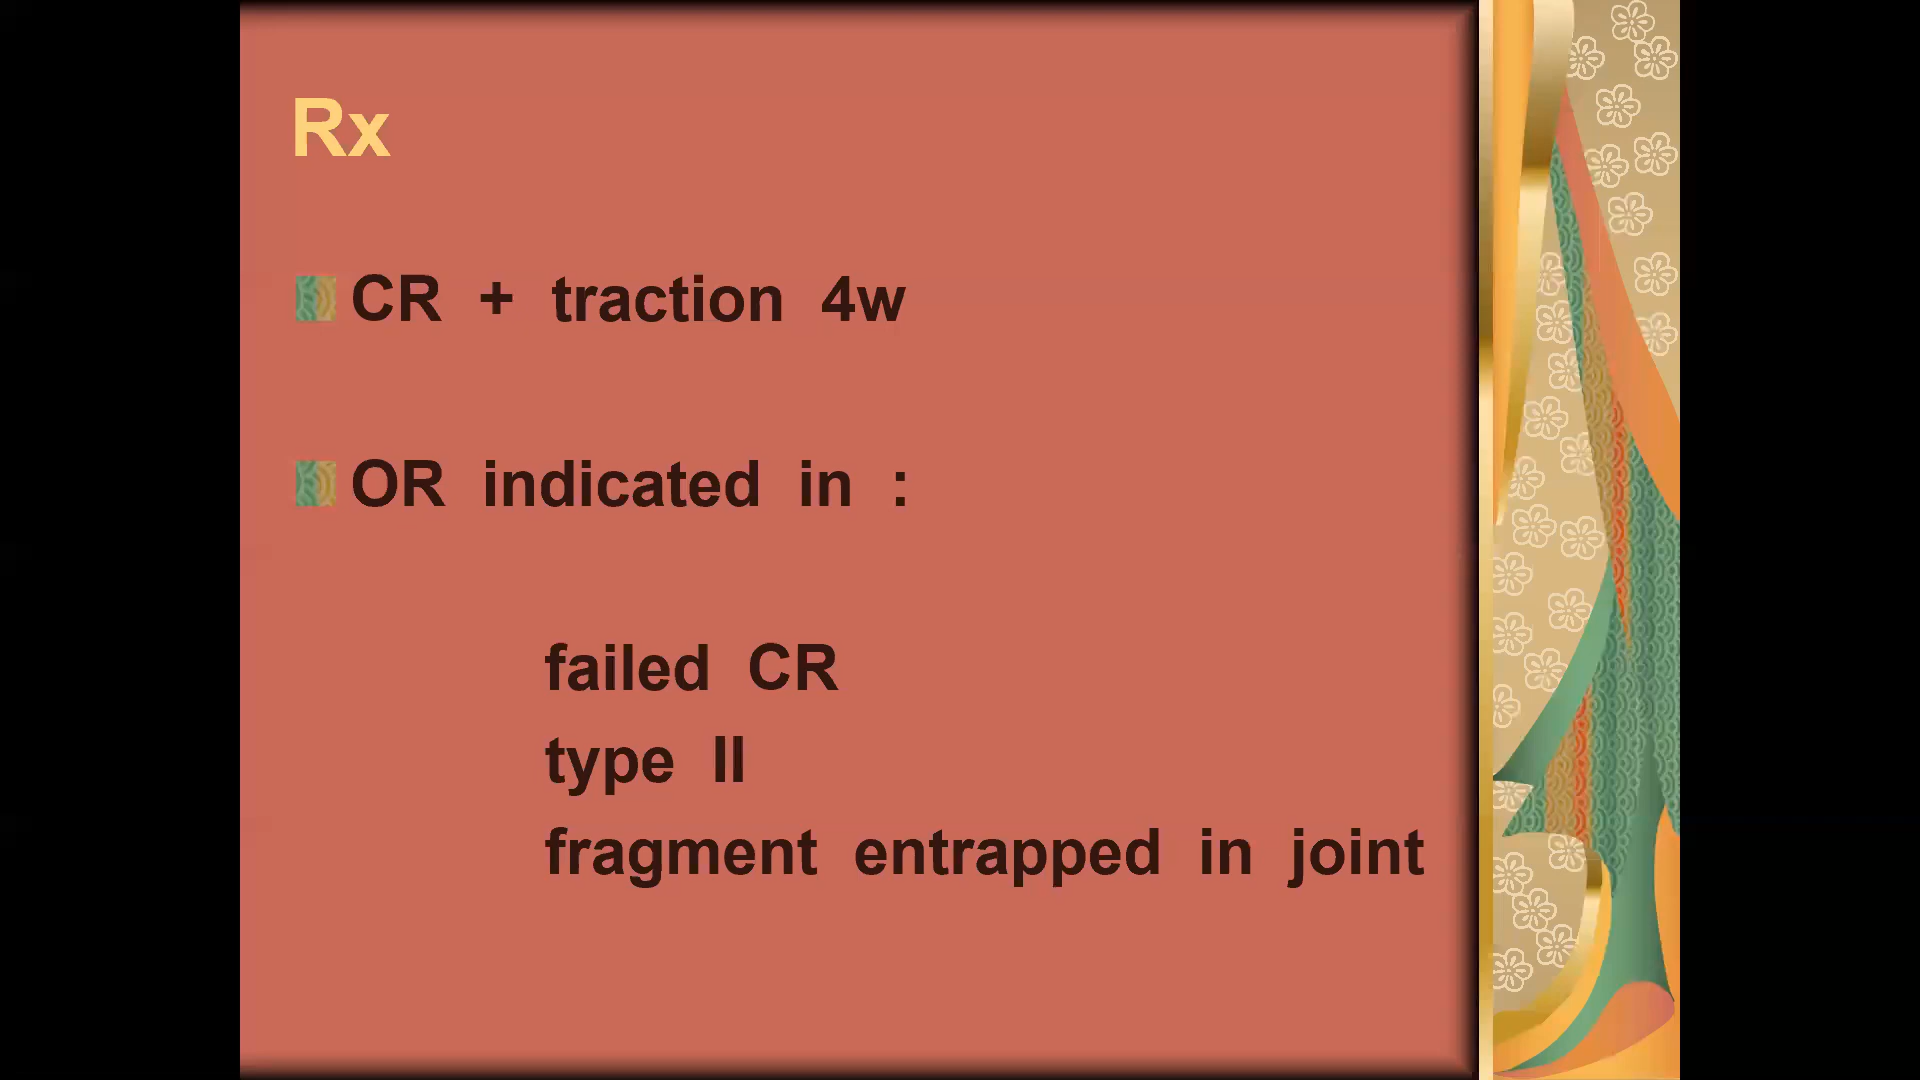 Rx
CR + traction 4w
OR indicated in :
failed CR
type II
fragment entrapped in joint